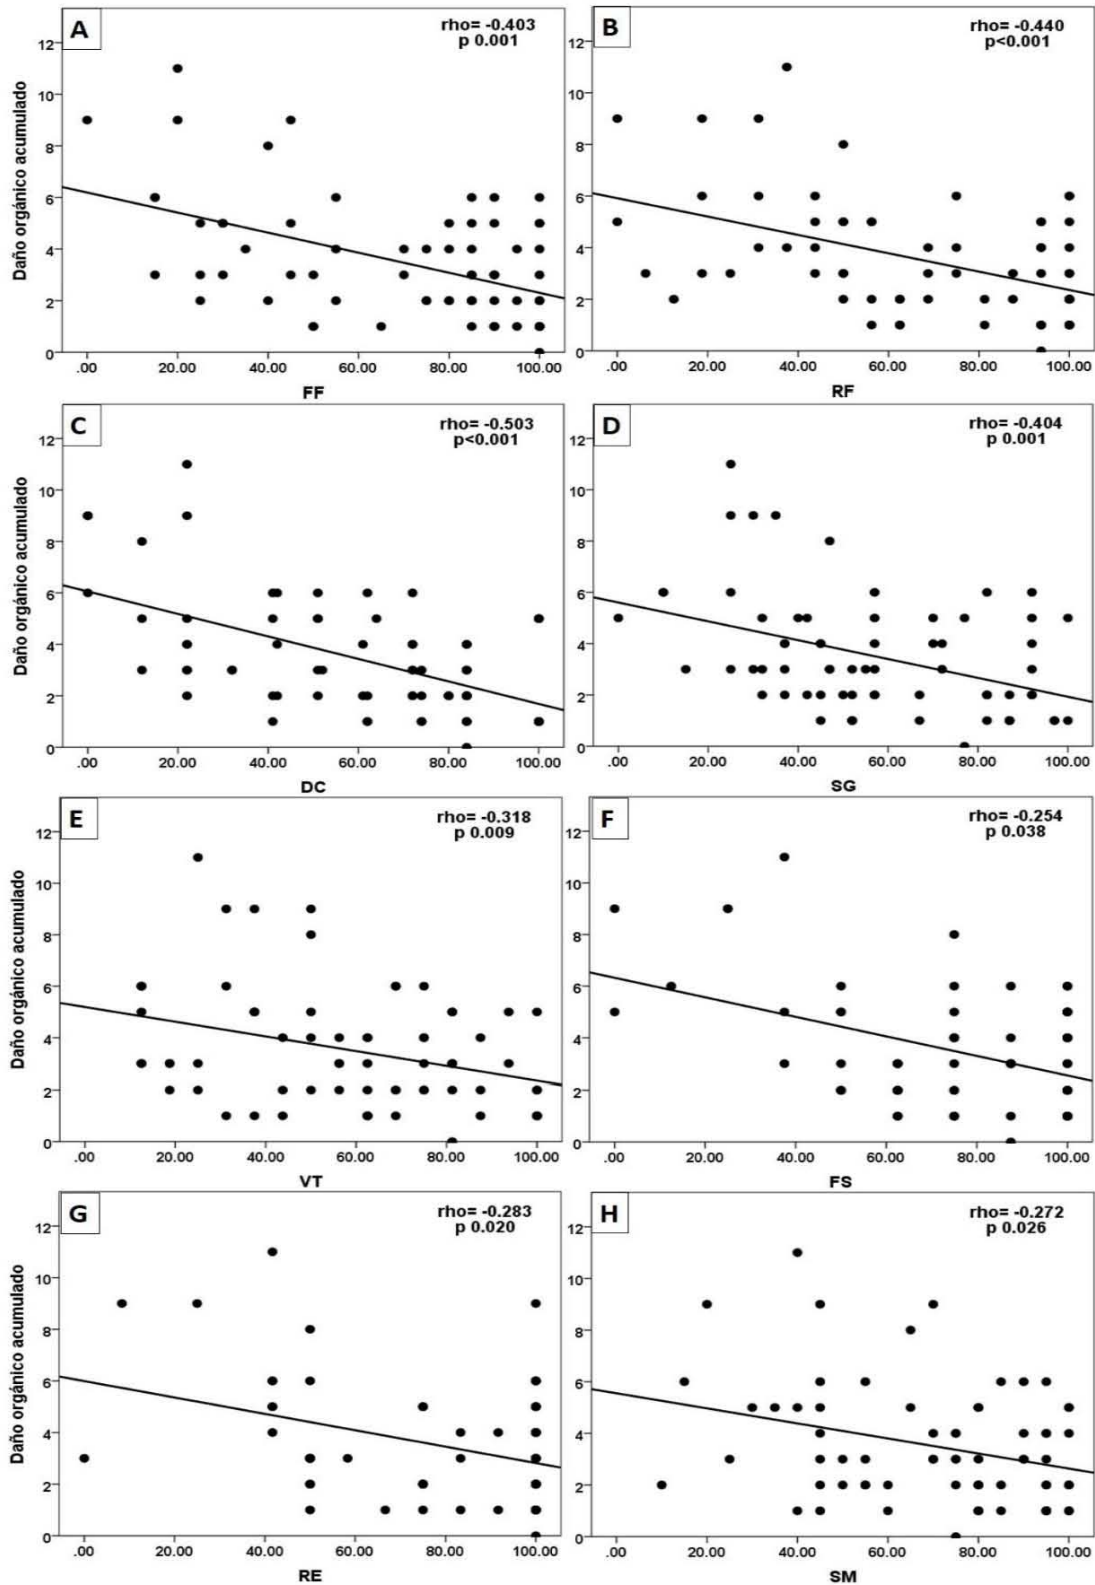 A
rho= -0.403
p 0.001
Daño orgánico acumulado
12
10
8
6
4
2
0
.00 20.00 40.00 60.00 80.00 100.00
FF
B
rho= -0.440
p<0.001
12
10
8
6
4
2
0
.00 20.00 40.00 60.00 80.00 100.00
RF
C
rho= -0.503
p<0.001
Daño orgánico acumulado
12
10
8
6
4
2
0
.00 20.00 40.00 60.00 80.00 100.00
DC
D
rho= -0.404
p 0.001
12
10
8
6
4
2
0
.00 20.00 40.00 60.00 80.00 100.00
SG
E
rho= -0.318
p 0.009
Daño orgánico acumulado
12
10
8
6
4
2
0
.00 20.00 40.00 60.00 80.00 100.00
VT
F
rho= -0.254
p 0.038
12
10
8
6
4
2
0
.00 20.00 40.00 60.00 80.00 100.00
FS
G
rho= -0.283
p 0.020
Daño orgánico acumulado
12
10
8
6
4
2
0
.00 20.00 40.00 60.00 80.00 100.00
RE
H
rho= -0.272
p 0.026
12
10
8
6
4
2
0
.00 20.00 40.00 60.00 80.00 100.00
SM